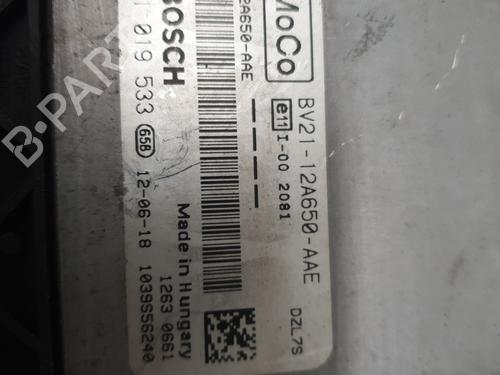 MoCo
BV21-12A650-AAE
e11 I-00 2081
DZL7S
2A650-AAE
BOSCH
019 533 65B 12-06-18 1039S56240
Made in Hungary
1263 0661
B-PARTS